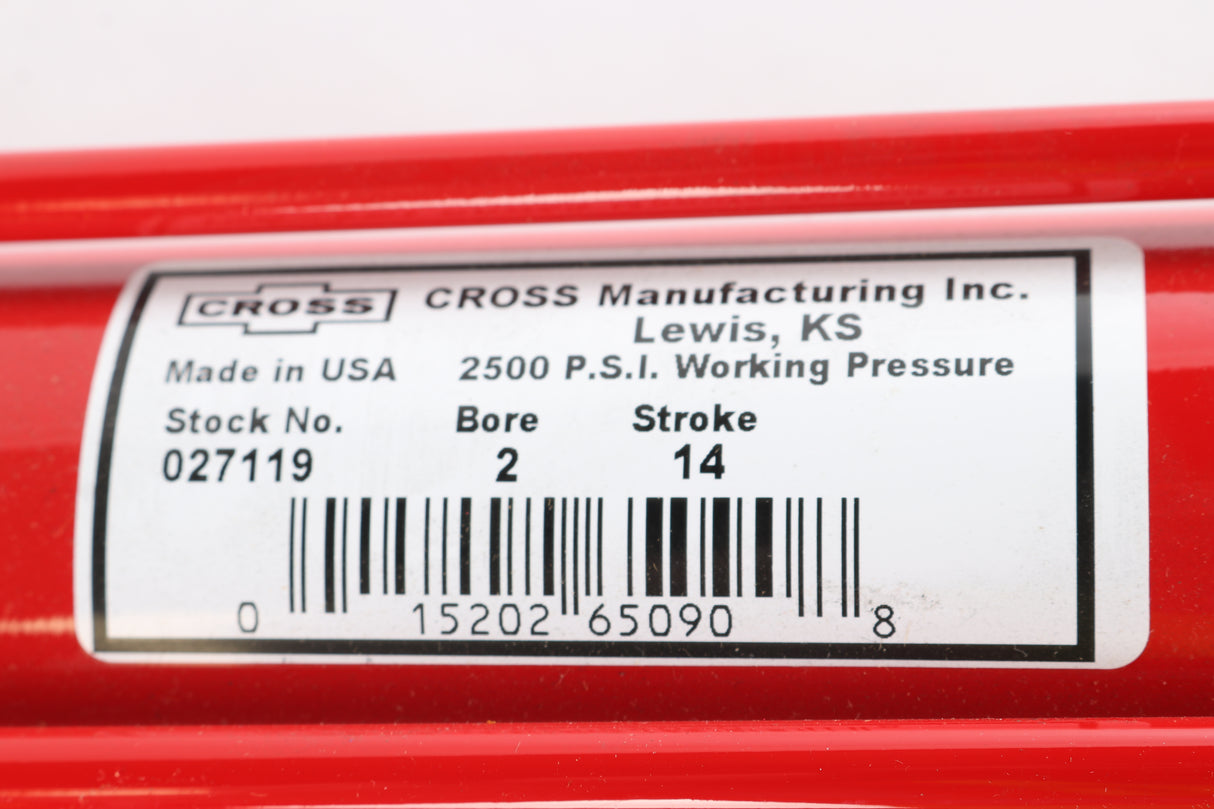 CROSS CROSS Manufacturing Inc.
Lewis, KS
Made in USA 2500 P.S.I. Working Pressure
Stock No. Bore Stroke
027119 2 14
0 15202 65090 8